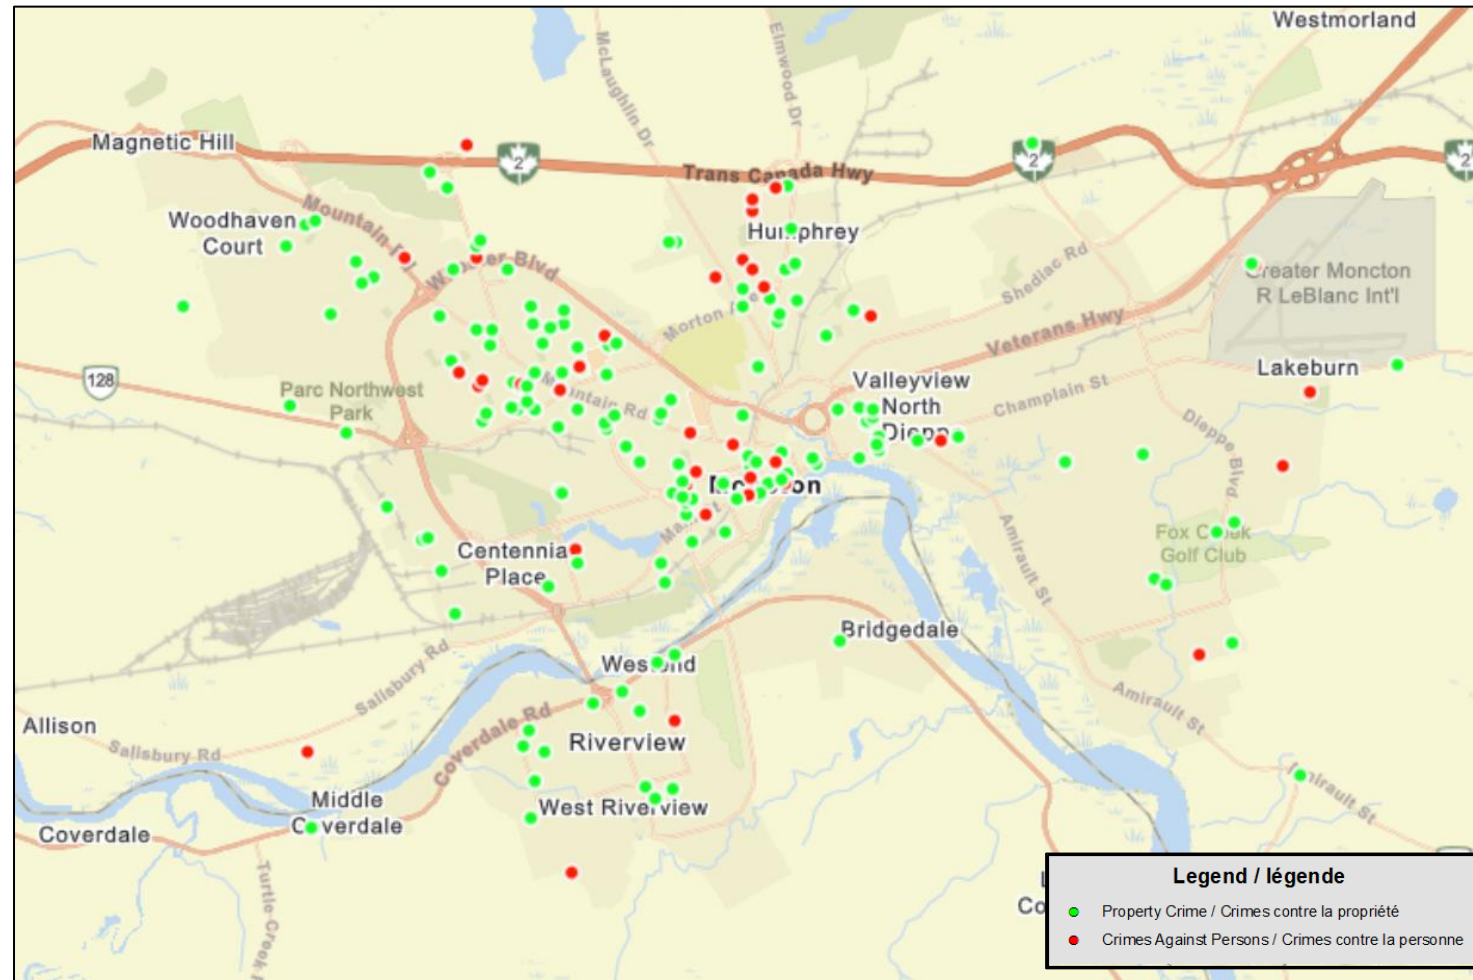 Westmorland
McLaughlin Dr
Elmwood Dr
Magnetic Hill
2
Trans Canada Hwy
2
2
Woodhaven
Court
Humphrey
Shediac Rd
Greater Moncton
R LeBlanc Int'l
Veterans Hwy
Lakeburn
128
Parc Northwest
Park
Mountain Rd
Valleyview
North
Champlain St
Dieppe Blvd
Main St
Centennial
Place
Amirault St
Fox Creek
Golf Club
Bridgedale
Salisbury Rd
Amirault St
Allison
Salisbury Rd
Coverdale Rd
Riverview
Amirault St
Middle
Coverdale
West Riverview
Coverdale
Turtle Creek
Legend / légende
Property Crime / Crimes contre la propriété
Crimes Against Persons / Crimes contre la personne